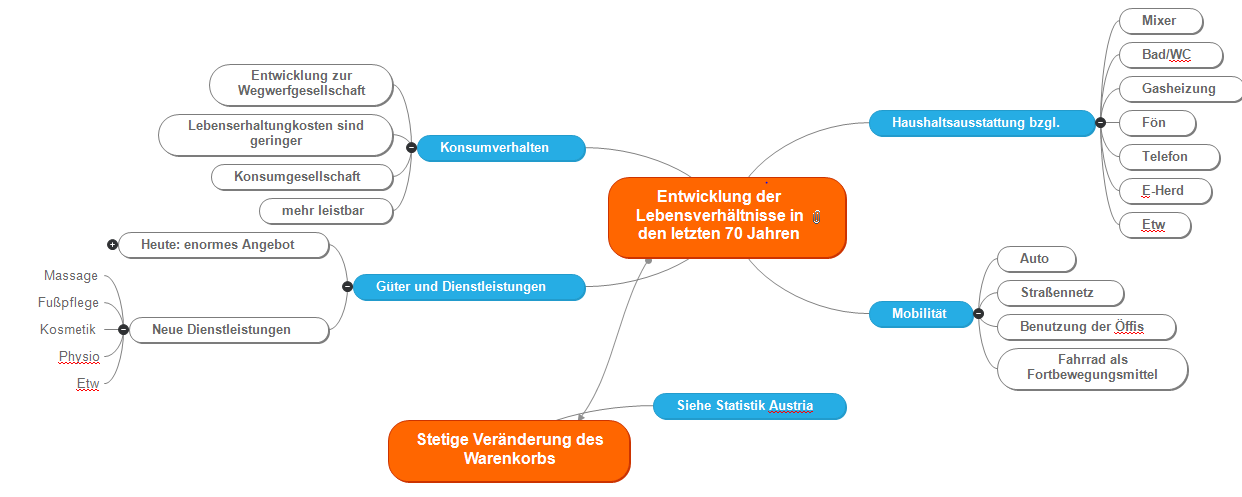 Entwicklung der
Lebensverhältnisse in
den letzten 70 Jahren
Haushaltsausstattung bzgl.
Mixer
Bad/WC
Gasheizung
Fön
Telefon
E-Herd
Etw
Mobilität
Auto
Straßennetz
Benutzung der Öffis
Fahrrad als
Fortbewegungsmittel
Konsumverhalten
Entwicklung zur
Wegwerfgesellschaft
Lebenserhaltungkosten sind
geringer
Konsumgesellschaft
mehr leistbar
Güter und Dienstleistungen
Heute: enormes Angebot
Neue Dienstleistungen
Massage
Fußpflege
Kosmetik
Physio
Etw
Stetige Veränderung des
Warenkorbs
Siehe Statistik Austria